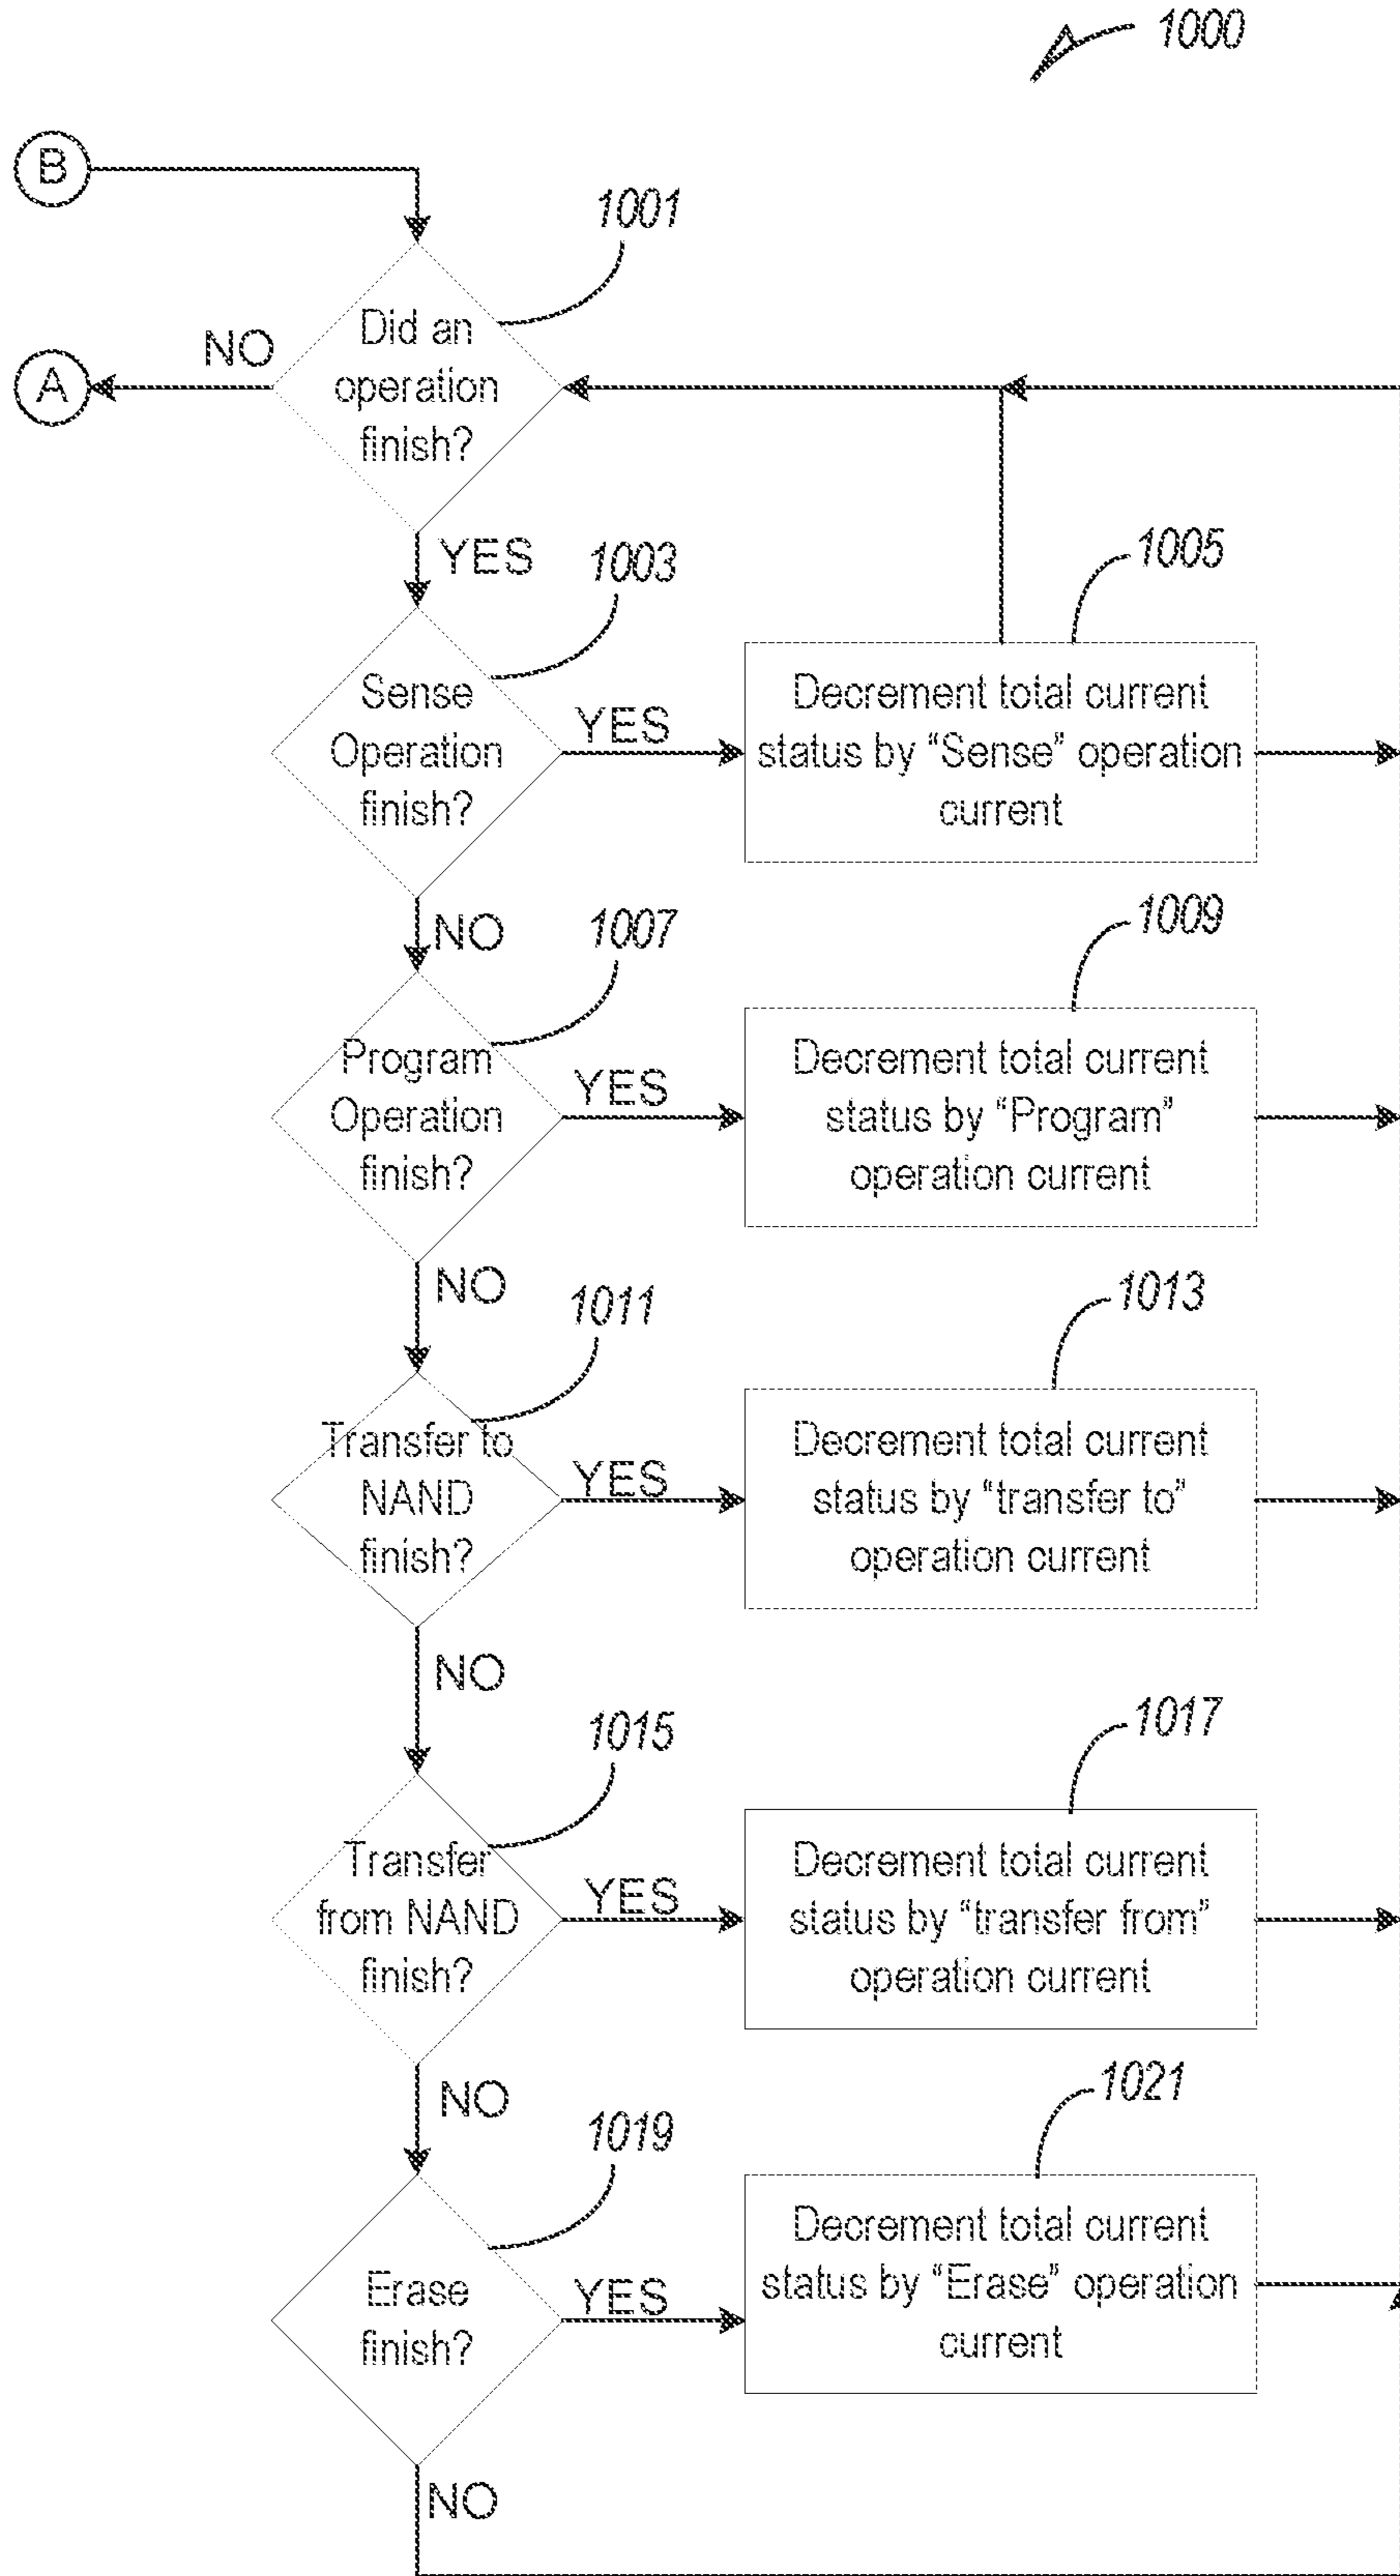 1000
B
1001
Did an
operation
finish?
NO
A
YES
1003
Sense
Operation
finish?
YES
1005
Decrement total current
status by “Sense” operation
current
NO
1007
Program
Operation
finish?
YES
1009
Decrement total current
status by “Program”
operation current
NO
1011
Transfer to
NAND
finish?
YES
1013
Decrement total current
status by “transfer to”
operation current
NO
1015
Transfer
from NAND
finish?
YES
1017
Decrement total current
status by “transfer from”
operation current
NO
1019
Erase
finish?
YES
1021
Decrement total current
status by “Erase” operation
current
NO